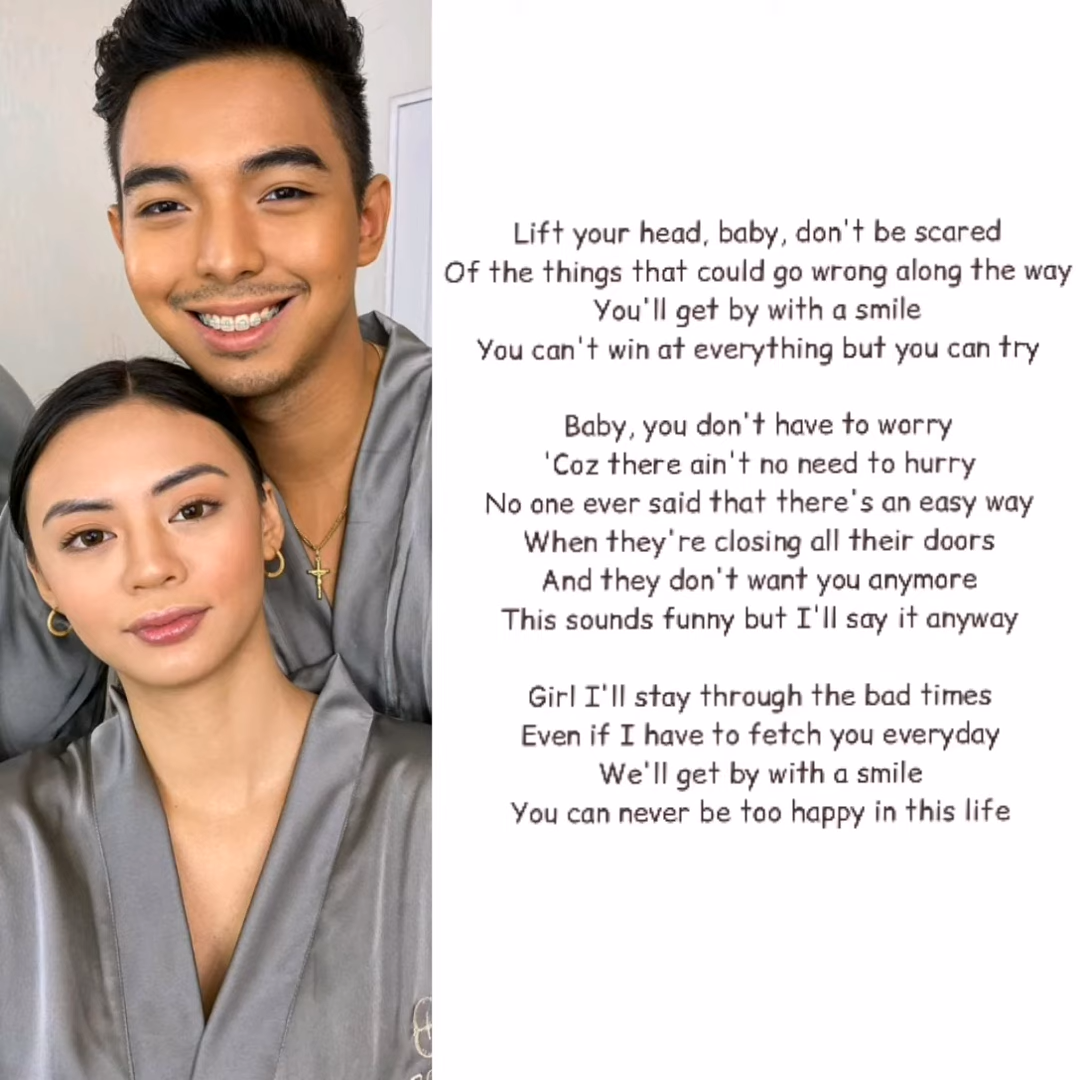 Lift your head, baby, don't be scared
Of the things that could go wrong along the way
You'll get by with a smile
You can't win at everything but you can try
Baby, you don't have to worry
'Coz there ain't no need to hurry
No one ever said that there's an easy way
When they're closing all their doors
And they don't want you anymore
This sounds funny but I'll say it anyway
Girl I'll stay through the bad times
Even if I have to fetch you everyday
We'll get by with a smile
You can never be too happy in this life